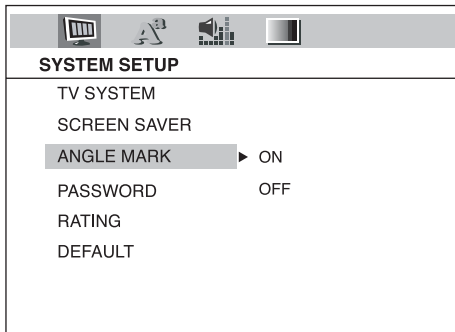 SYSTEM SETUP
TV SYSTEM
SCREEN SAVER
ANGLE MARK ▶ ON
PASSWORD OFF
RATING
DEFAULT